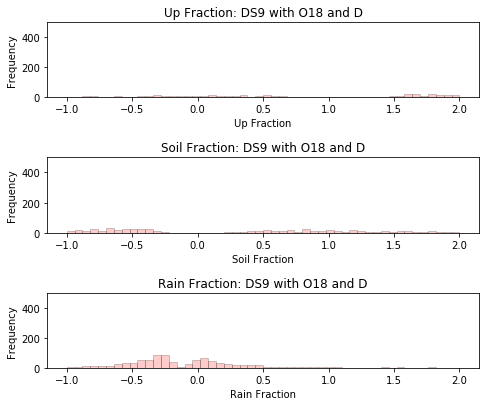 Up Fraction: DS9 with O18 and D
400
200
0
Frequency
−1.0 −0.5 0.0 0.5 1.0 1.5 2.0
Up Fraction
Soil Fraction: DS9 with O18 and D
400
200
0
Frequency
−1.0 −0.5 0.0 0.5 1.0 1.5 2.0
Soil Fraction
Rain Fraction: DS9 with O18 and D
400
200
0
Frequency
−1.0 −0.5 0.0 0.5 1.0 1.5 2.0
Rain Fraction